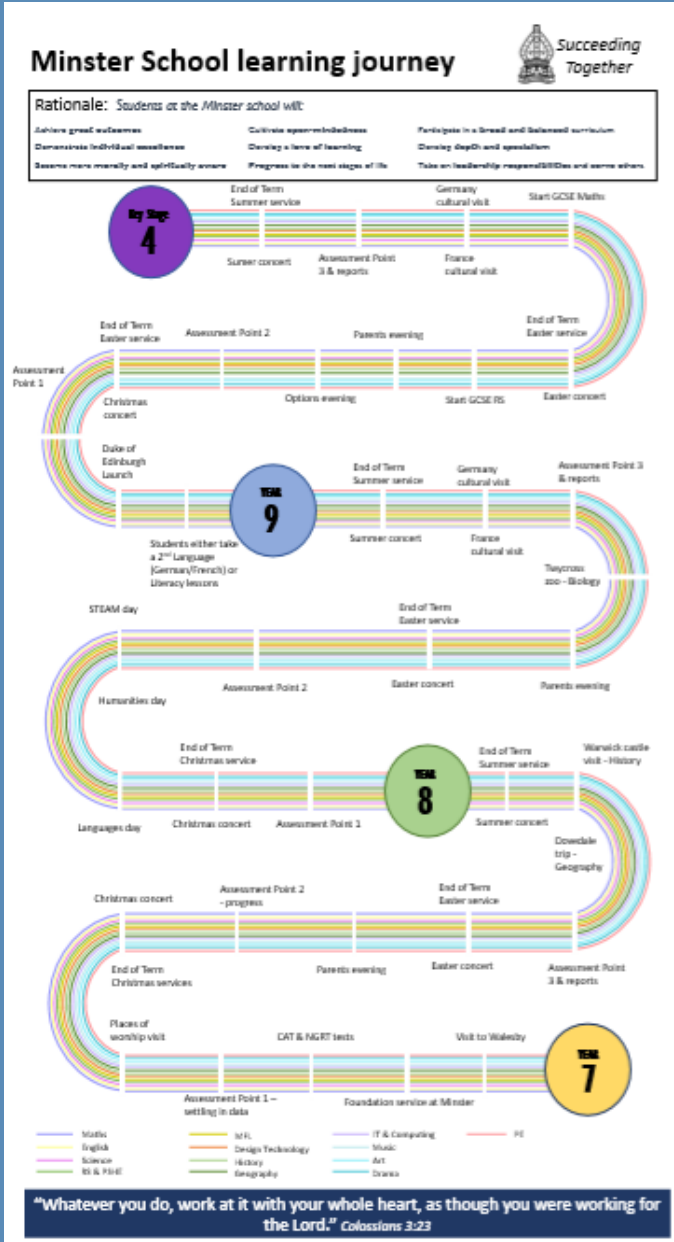 Minster School learning journey
Succeeding
Together
Rationale: Students at the Minster school will:
Achieve great outcomes
Cultivate open-mindedness
Participate in a broad and balanced curriculum
Demonstrate individual excellence
Develop a love of learning
Develop depth and specialism
Become more morally and spiritually aware
Progress to the next stages of life
Take on leadership responsibilities and serve others
Key Stage
4
End of Term
Summer service
Germany
cultural visit
Start GCSE Maths
Sumer concert
Assessment Point
3 & reports
France
cultural visit
End of Term
Easter service
Assessment Point 2
Parents evening
End of Term
Easter service
Assessment
Point 1
Christmas
concert
Options evening
Start GCSE RS
Easter concert
Duke of
Edinburgh
Launch
YEAR
9
End of Term
Summer service
Germany
cultural visit
Assessment Point 3
& reports
Students either take
a 2nd Language
(German/French) or
Literacy lessons
Summer concert
France
cultural visit
Twycross
zoo - Biology
STEAM day
End of Term
Easter service
Humanities day
Assessment Point 2
Easter concert
Parents evening
End of Term
Christmas service
YEAR
8
End of Term
Summer service
Warwick castle
visit - History
Languages day
Christmas concert
Assessment Point 1
Summer concert
trip -
Geography
Christmas concert
Assessment Point 2
- progress
End of Term
Easter service
End of Term
Christmas services
Parents evening
Easter concert
Assessment Point
3 & reports
Places of
worship visit
CAT & NGRT tests
Visit to Walesby
YEAR
7
Assessment Point 1 –
settling in data
Foundation service at Minster
Maths
MFL
IT & Computing
PE
English
Design Technology
Music
Science
History
Art
RS & PSHE
Geography
Drama
“Whatever you do, work at it with your whole heart, as though you were working for
the Lord.” Colossians 3:23